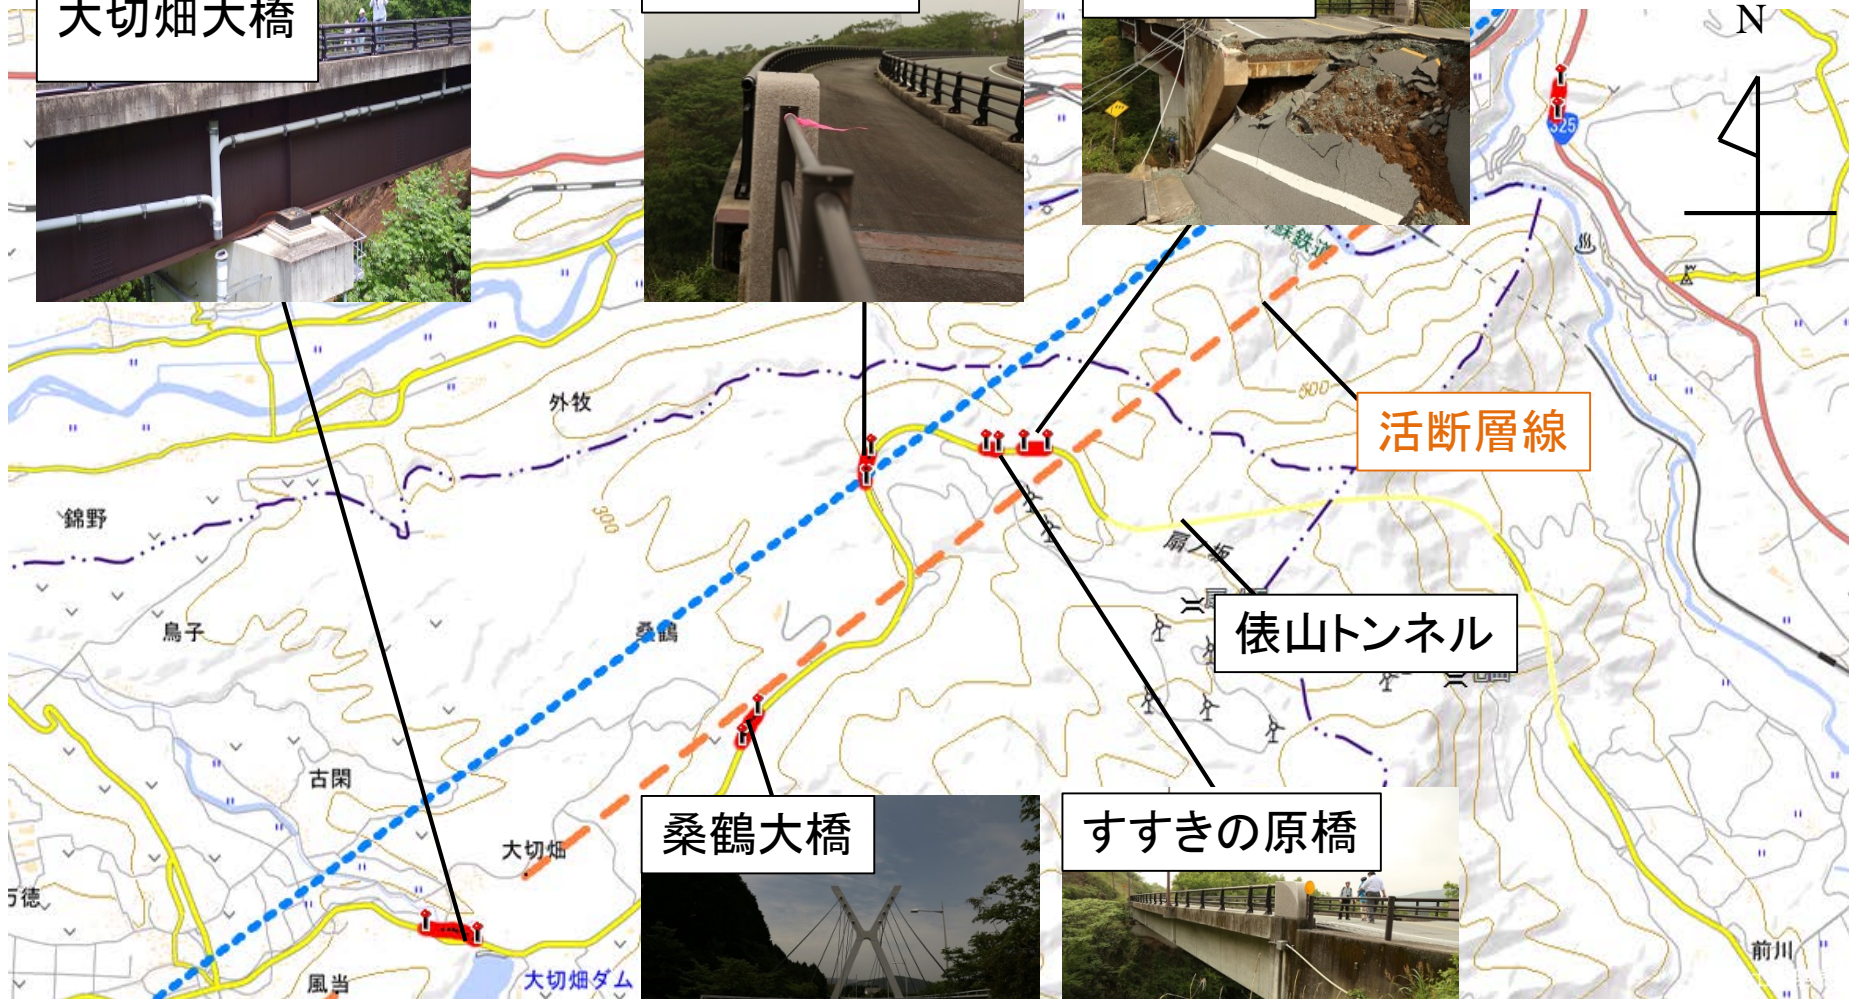 大切畑大橋
N
325
活断層線
外牧
500
300
錦野
扇ノ坂
俵山トンネル
鳥子
桑鶴
古閑
大切畑
桑鶴大橋
すすきの原橋
風当
大切畑ダム
前川